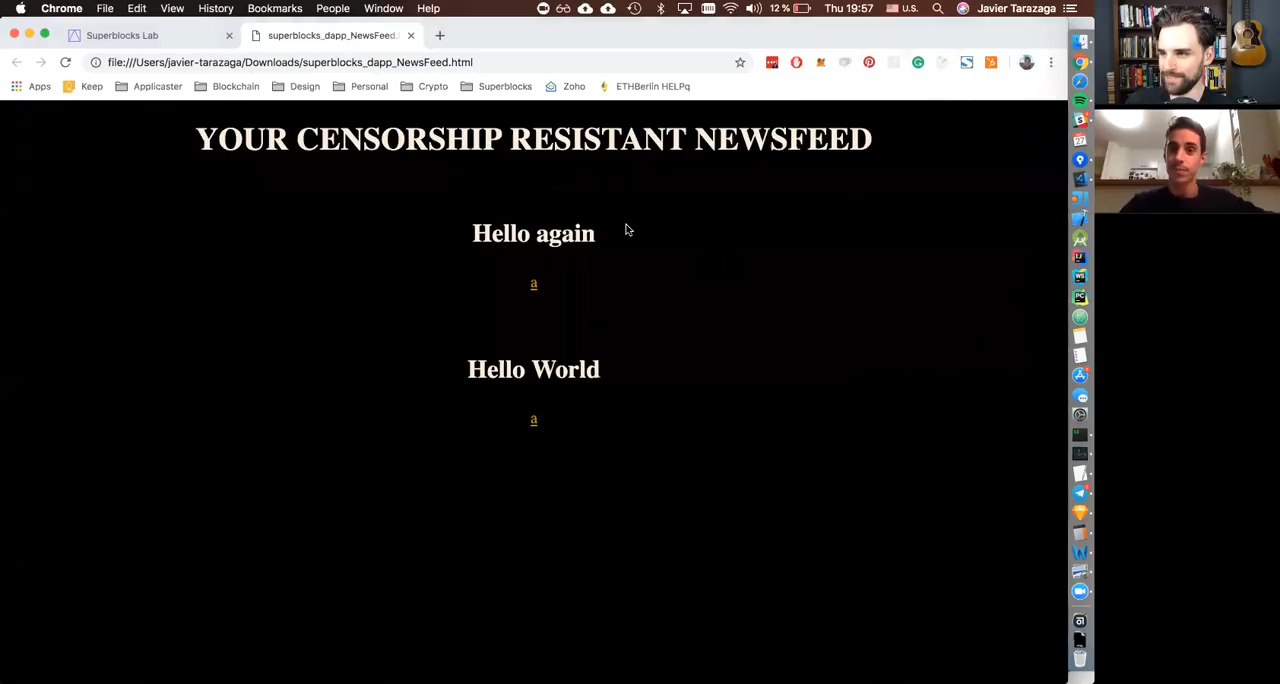 Chrome File Edit View History Bookmarks People Window Help 12 % Thu 19:57 U.S. Javier Tarazaga
Superblocks Lab superblocks_dapp_NewsFeed.
file:///Users/javier-tarazaga/Downloads/superblocks_dapp_NewsFeed.html
Apps Keep Applicaster Blockchain Design Personal Crypto Superblocks Zoho ETHBerlin HELPq
YOUR CENSORSHIP RESISTANT NEWSFEED
Hello again
a
Hello World
a